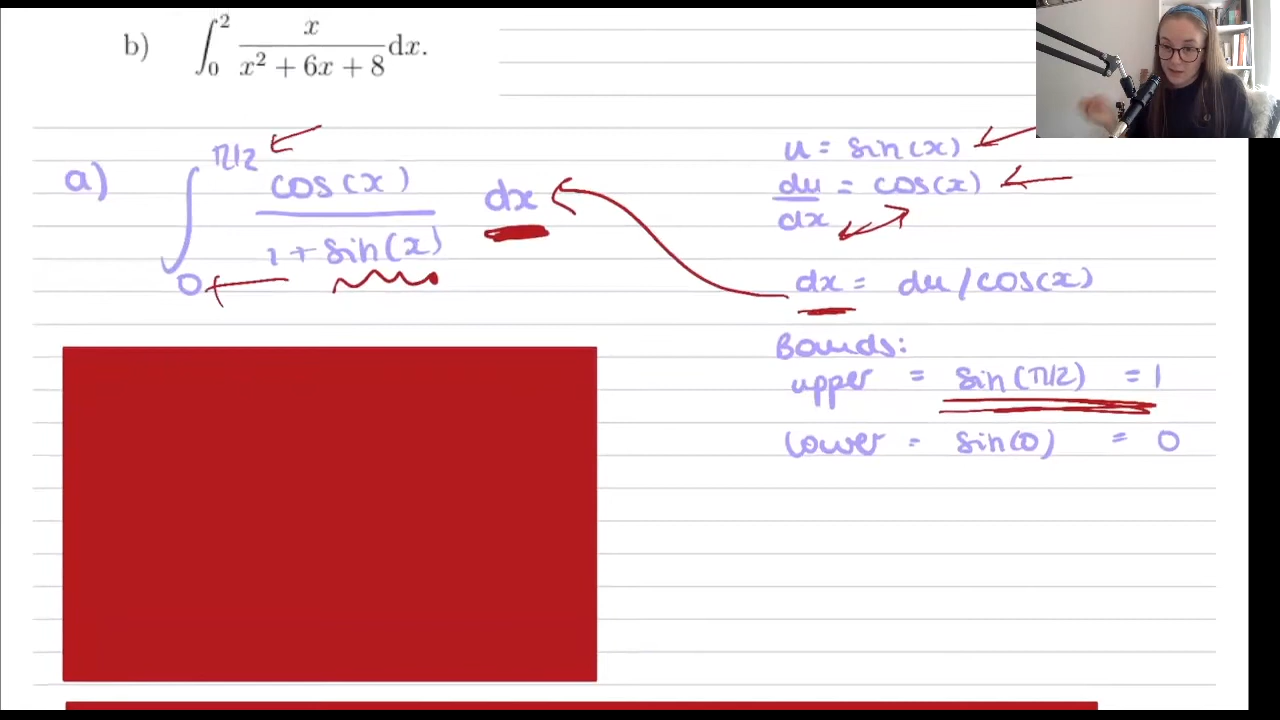 b) ∫₀² x/(x² + 6x + 8) dx.
a) ∫₀^{π/2} cos(x)/(1 + sin(x)) dx
u = sin(x)
du/dx = cos(x)
dx = du/cos(x)
Bounds:
upper = sin(π/2) = 1
lower = sin(0) = 0